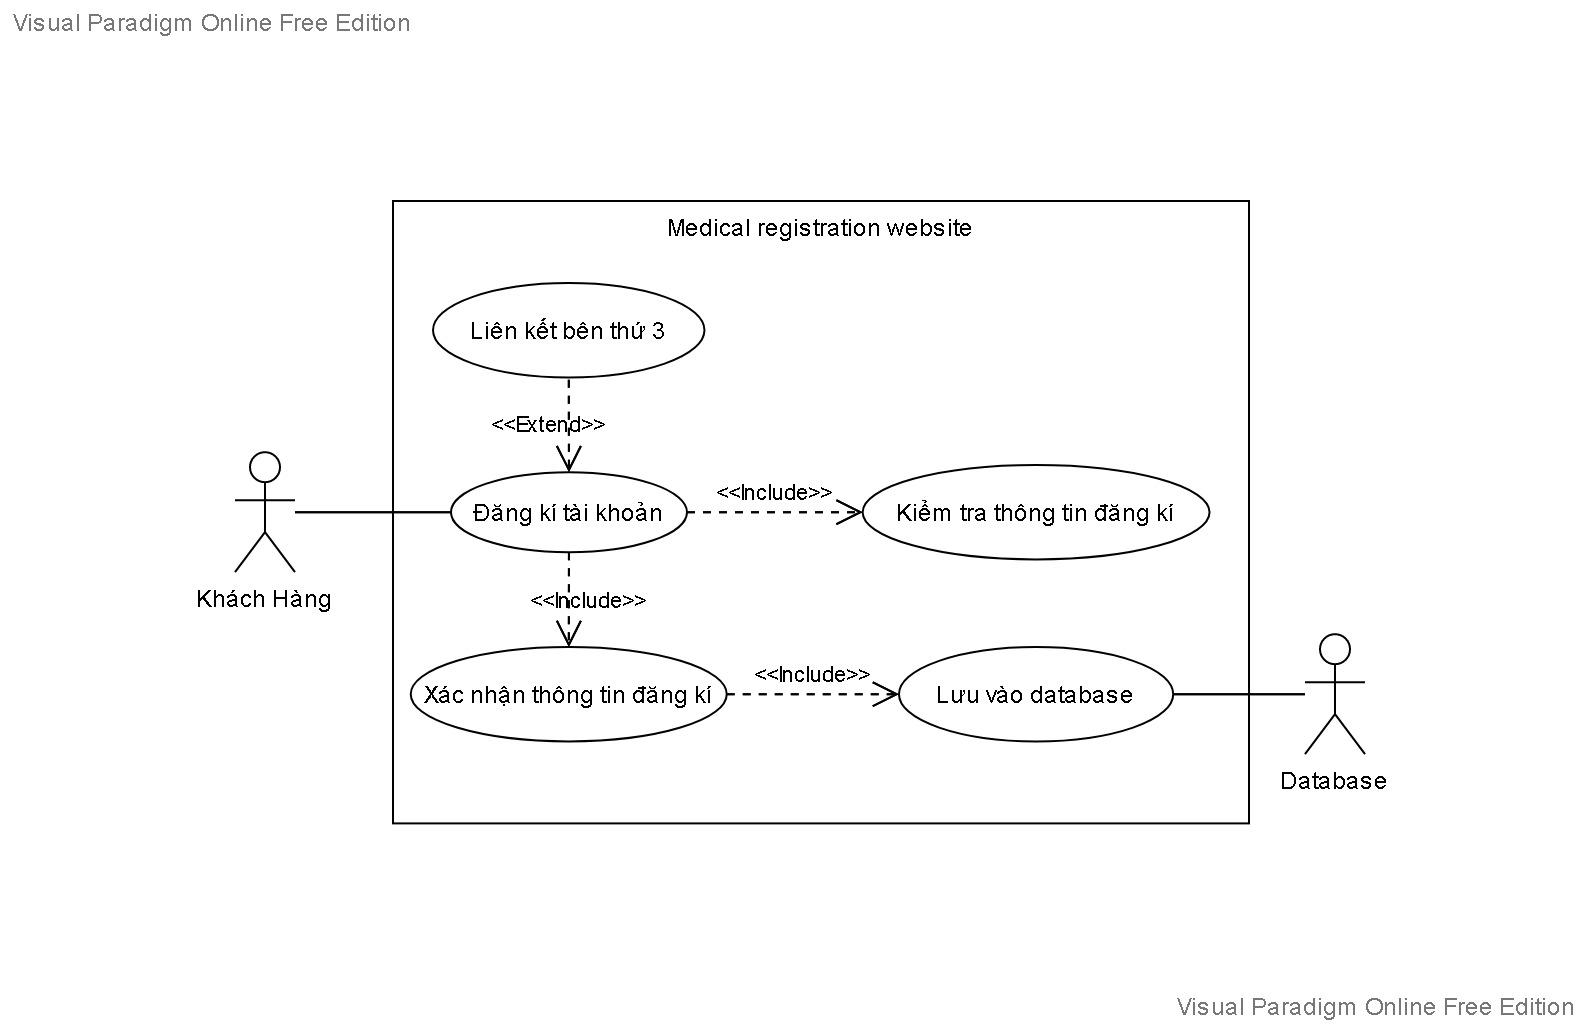 Visual Paradigm Online Free Edition
Medical registration website
Liên kết bên thứ 3
<<Extend>>
Đăng kí tài khoản
<<Include>>
Kiểm tra thông tin đăng kí
Khách Hàng
<<Include>>
Xác nhận thông tin đăng kí
<<Include>>
Lưu vào database
Database
Visual Paradigm Online Free Edition